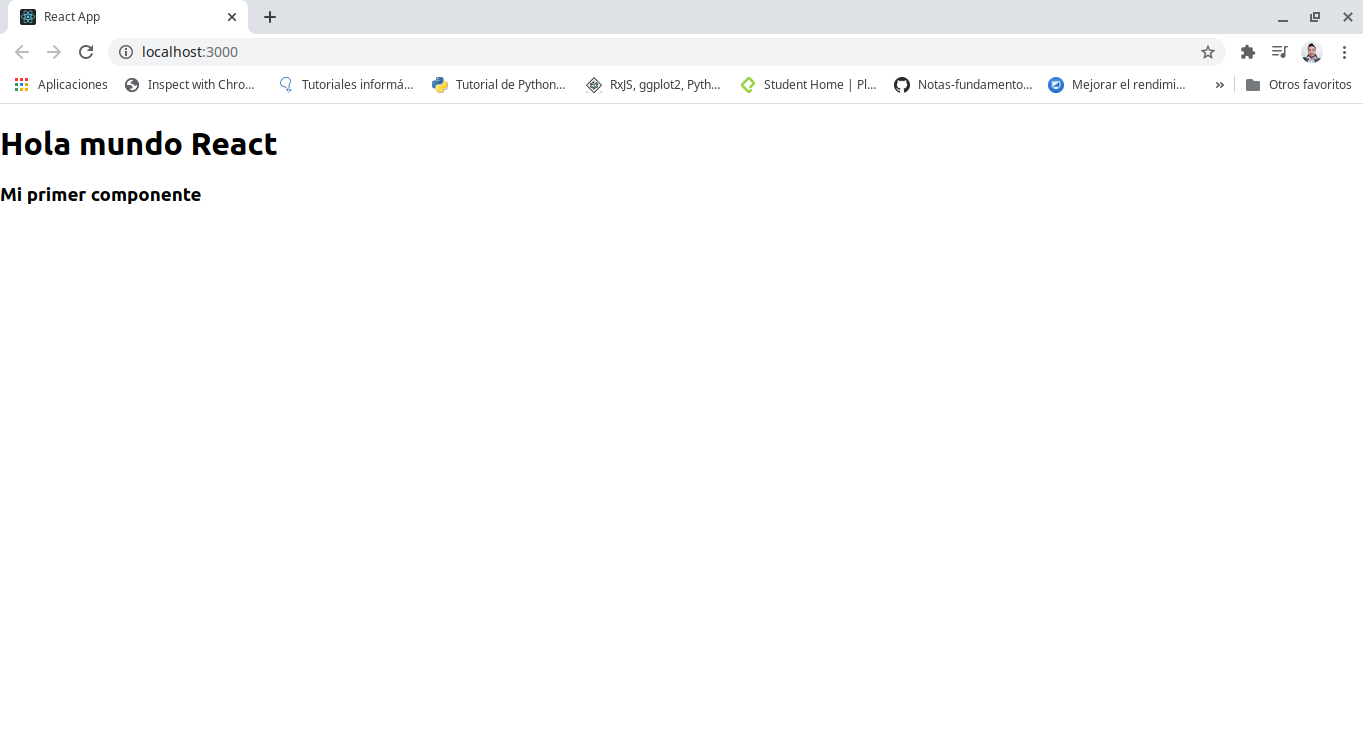 React App
localhost:3000
Aplicaciones Inspect with Chro... Tutoriales informá... Tutorial de Python... RxJS, ggplot2, Pyth... Student Home | Pl... Notas-fundamento... Mejorar el rendimi... » Otros favoritos
Hola mundo React
Mi primer componente